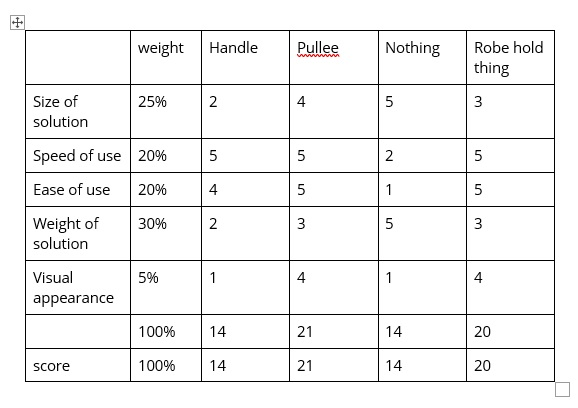 weight Handle Pullee Nothing Robe hold
thing
Size of 25% 2 4 5 3
solution
Speed of use 20% 5 5 2 5
Ease of use 20% 4 5 1 5
Weight of 30% 2 3 5 3
solution
Visual 5% 1 4 1 4
appearance
100% 14 21 14 20
score 100% 14 21 14 20